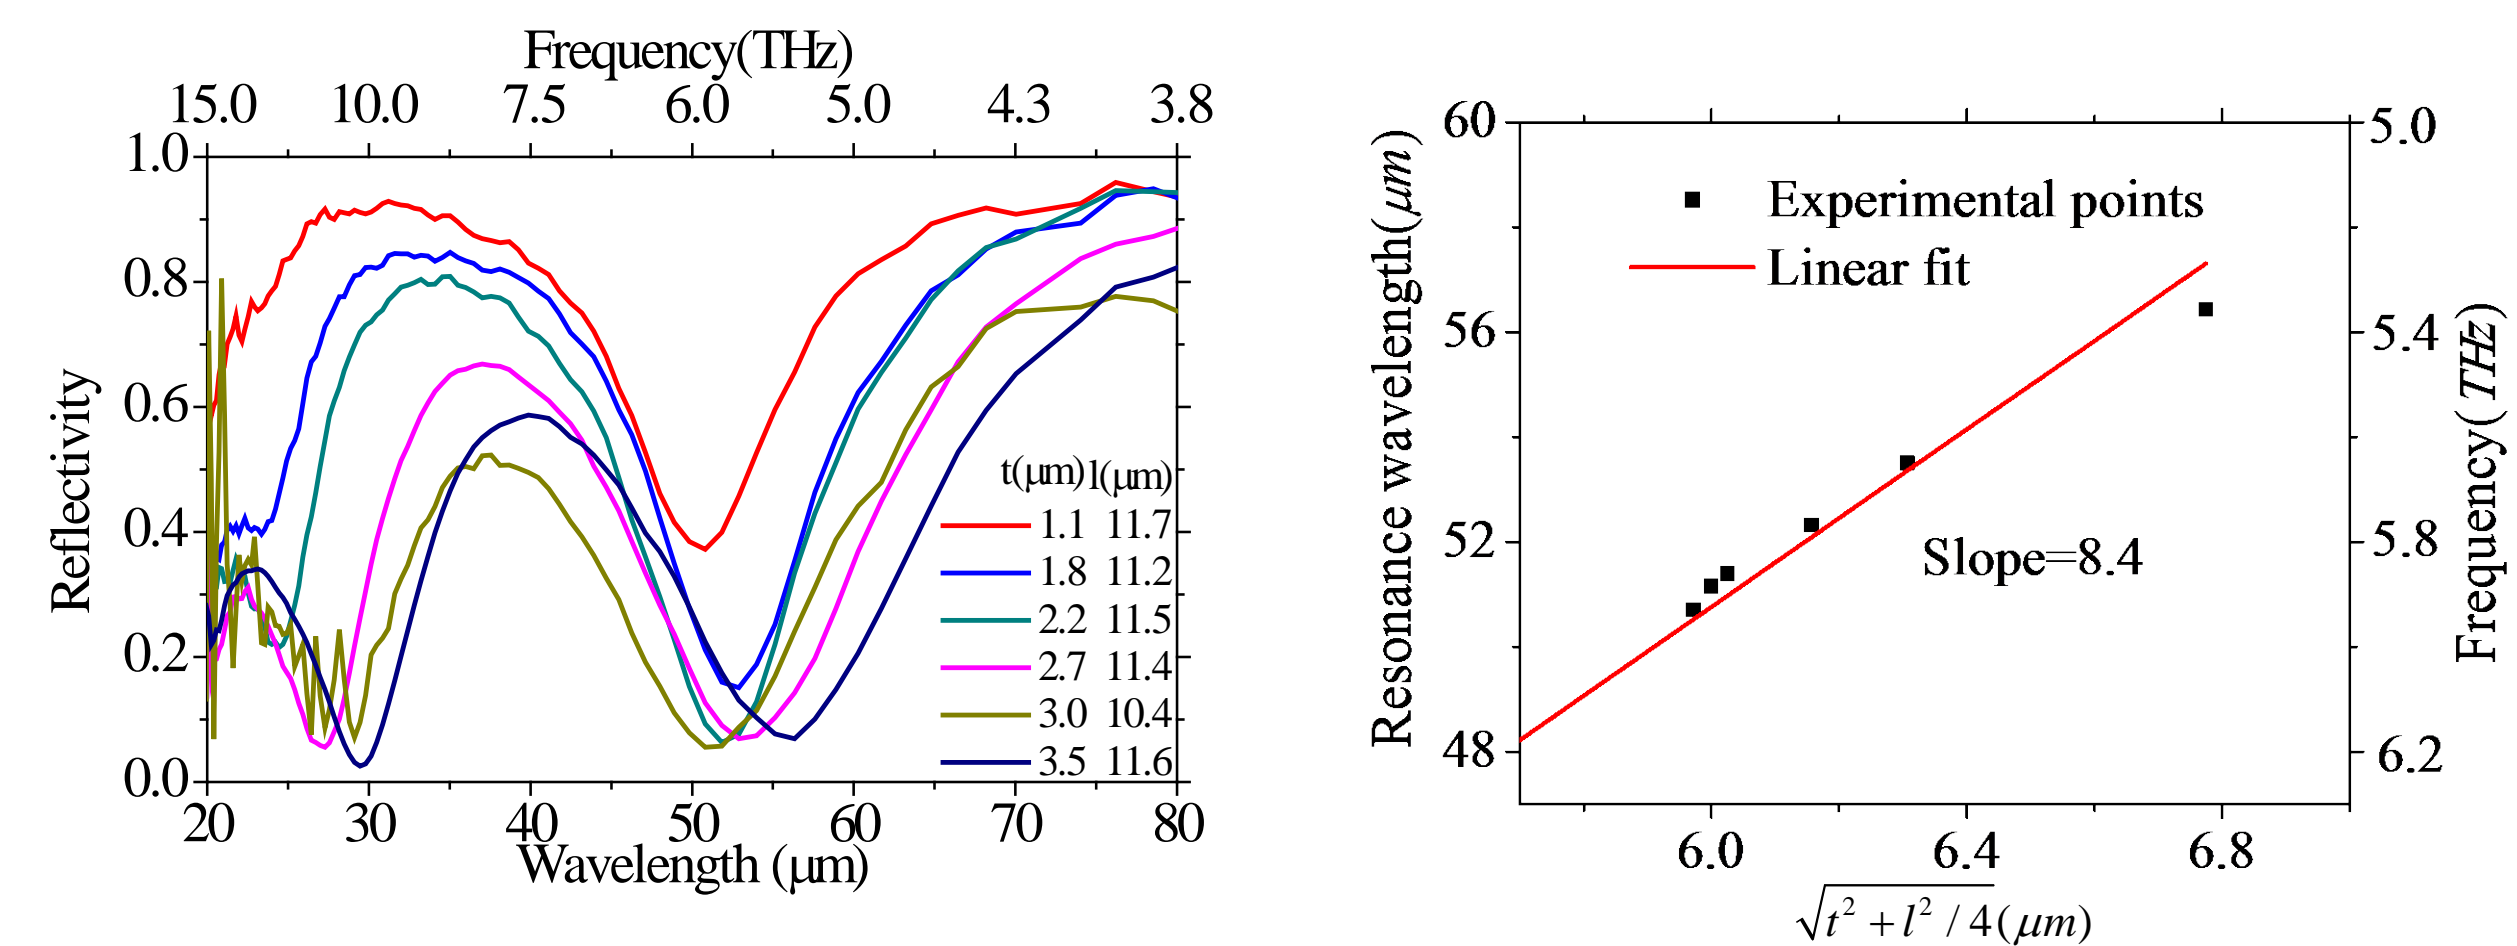 Frequency(THz)
15.0 10.0 7.5 6.0 5.0 4.3 3.8
1.0
0.8
0.6
0.4
0.2
0.0
Reflectivity
t(μm) l(μm)
1.1 11.7
1.8 11.2
2.2 11.5
2.7 11.4
3.0 10.4
3.5 11.6
20 30 40 50 60 70 80
Wavelength (μm)
60
56
52
48
Resonance wavelength(μm)
Experimental points
Linear fit
Slope=8.4
5.0
5.4
5.8
6.2
Frequency(THz)
6.0 6.4 6.8
√t² + l² / 4 (μm)